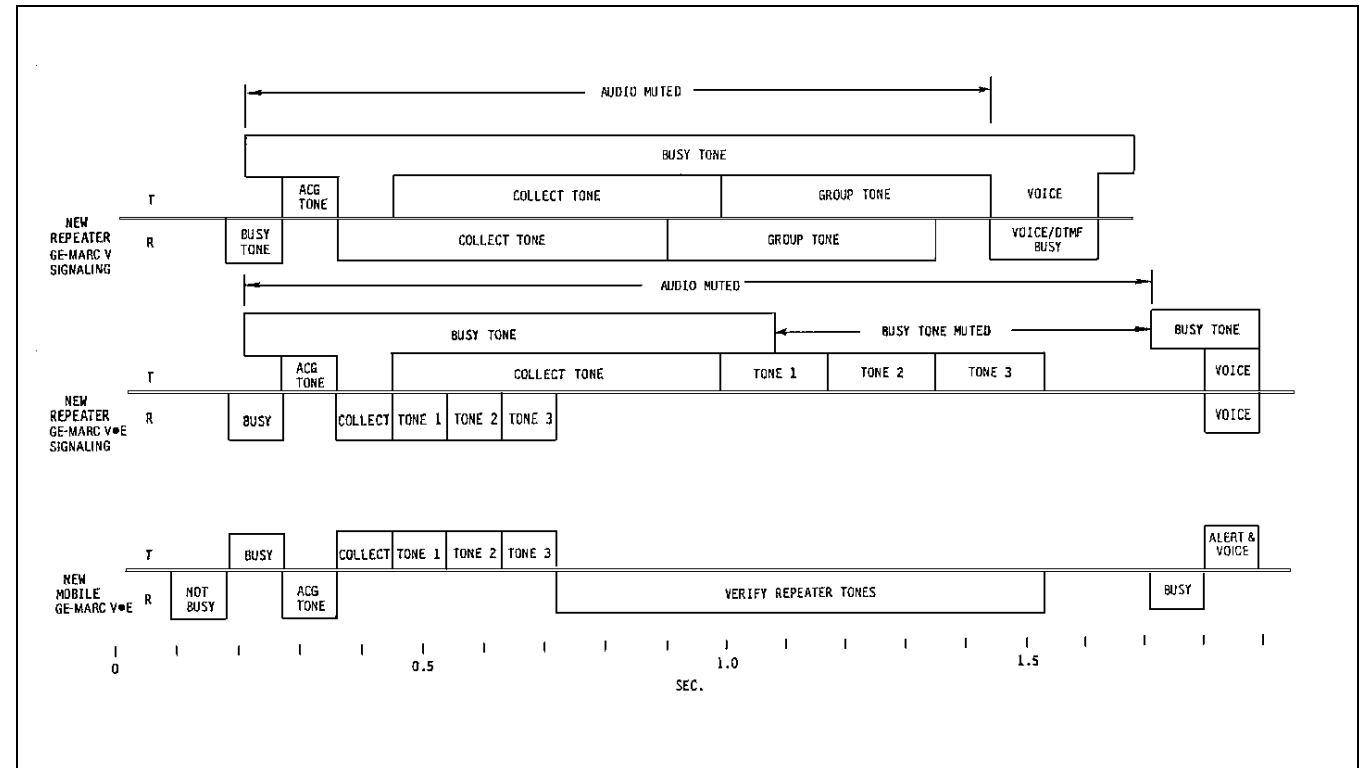 AUDIO MUTED
BUSY TONE
T
ACG TONE
COLLECT TONE
GROUP TONE
VOICE
NEW REPEATER GE-MARC V SIGNALING
R
BUSY TONE
COLLECT TONE
GROUP TONE
VOICE/DTMF BUSY
AUDIO MUTED
BUSY TONE
BUSY TONE MUTED
BUSY TONE
T
ACG TONE
COLLECT TONE
TONE 1
TONE 2
TONE 3
VOICE
NEW REPEATER GE-MARC V•E SIGNALING
R
BUSY
COLLECT
TONE 1
TONE 2
TONE 3
VOICE
T
BUSY
COLLECT
TONE 1
TONE 2
TONE 3
ALERT & VOICE
NEW MOBILE GE-MARC V•E
R
NOT BUSY
ACG TONE
VERIFY REPEATER TONES
BUSY
0
0.5
1.0
1.5
SEC.